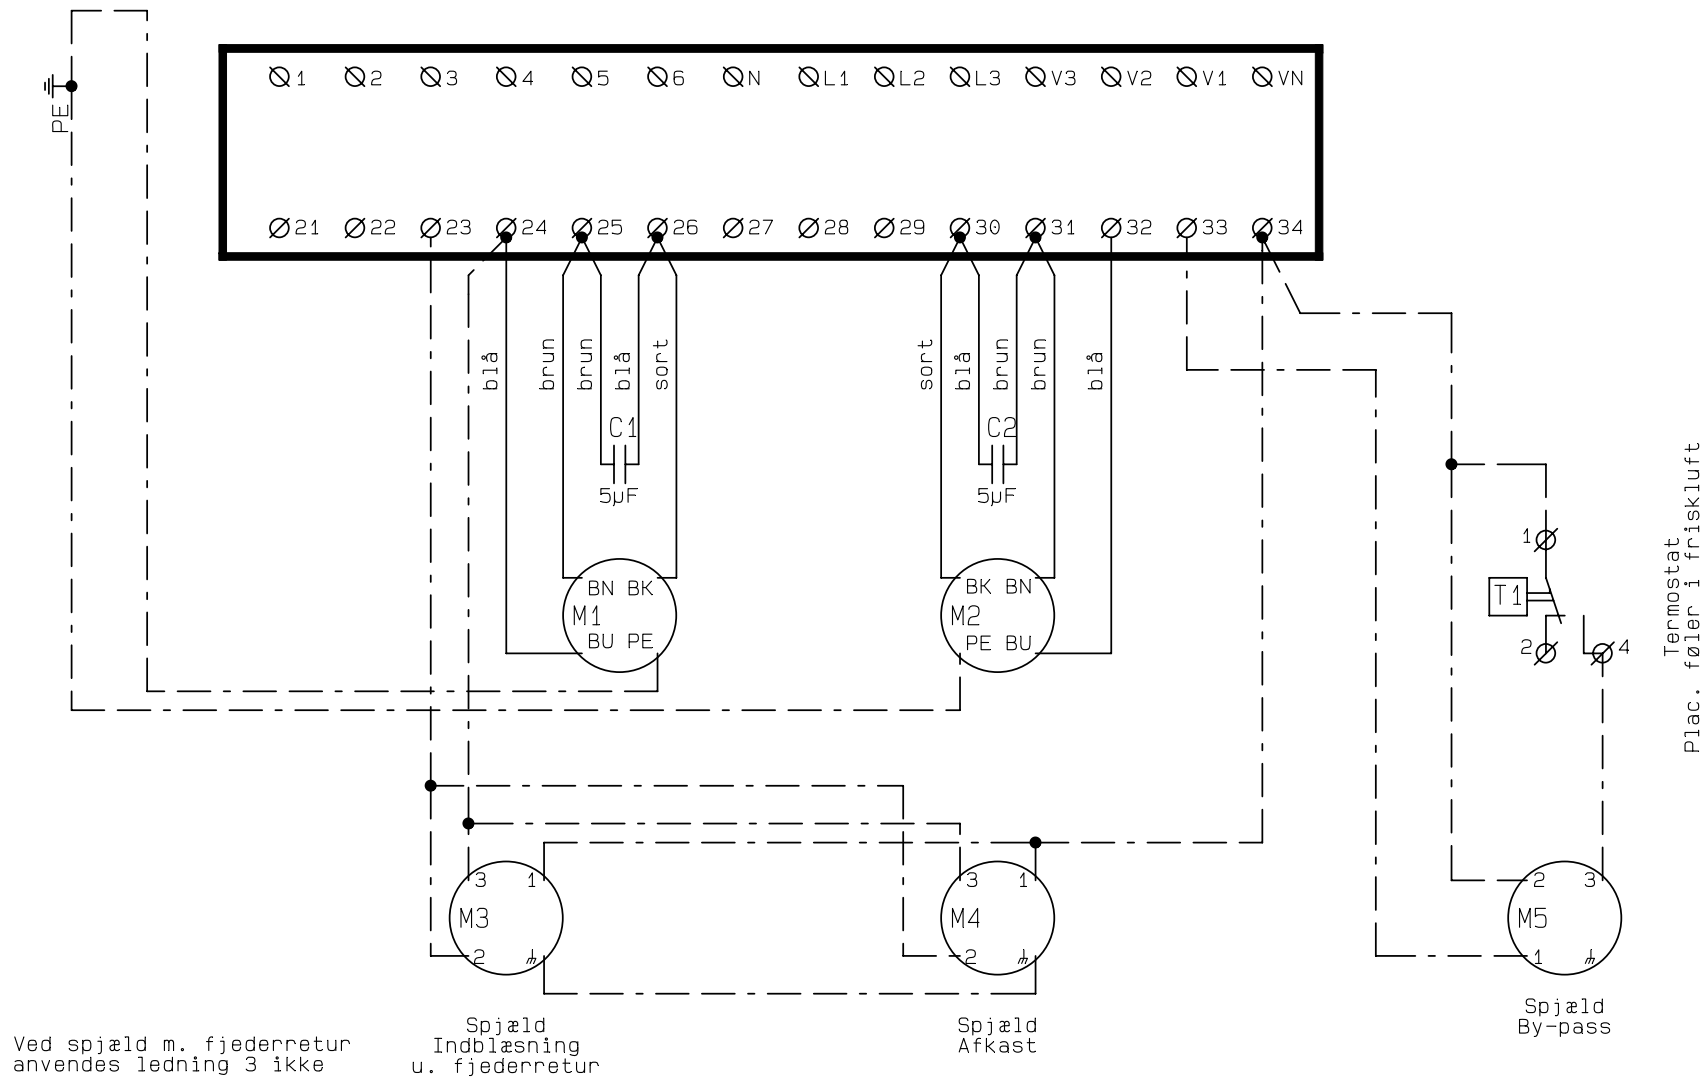 1 2 3 4 5 6 N L1 L2 L3 V3 V2 V1 VN
PE
21 22 23 24 25 26 27 28 29 30 31 32 33 34
blå
brun
brun
blå
sort
sort
blå
brun
brun
blå
C1
5µF
C2
5µF
BN BK
M1
BU PE
BK BN
M2
PE BU
1
T1
2
4
Termostat
Plac. føler i friskluft
3 1
M3
2
3 1
M4
2
2 3
M5
1
Spjæld
Indblæsning
u. fjederretur
Spjæld
Afkast
Spjæld
By-pass
Ved spjæld m. fjederretur
anvendes ledning 3 ikke